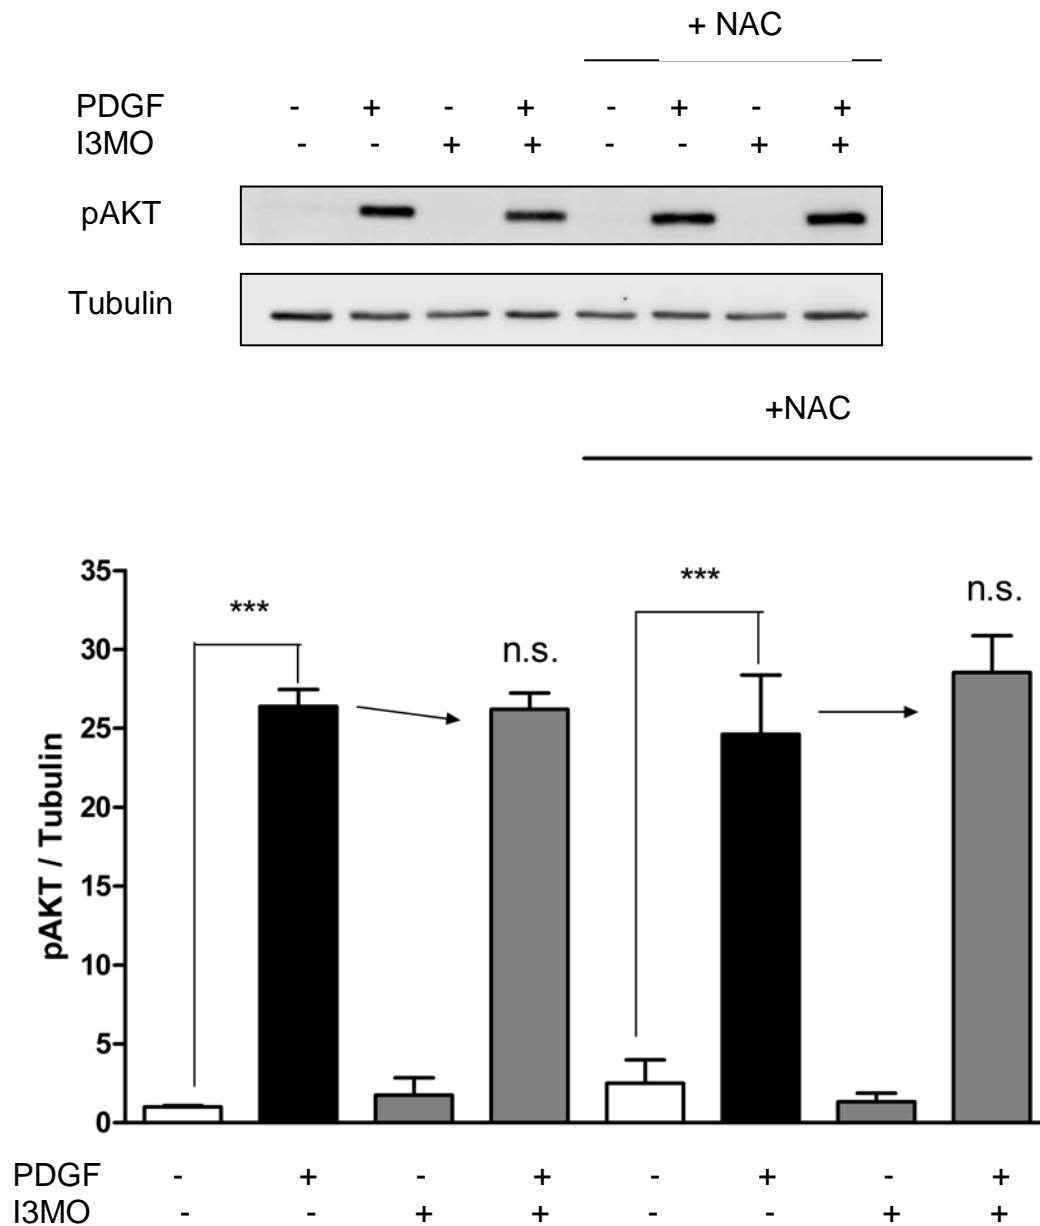 + NAC
PDGF - + - + - + - +
I3MO - - + + - - + +
pAKT
Tubulin
+NAC
35
30
25
20
15
10
5
0
pAKT / Tubulin
***
n.s.
***
n.s.
PDGF - + - + - + - +
I3MO - - + + - - + +